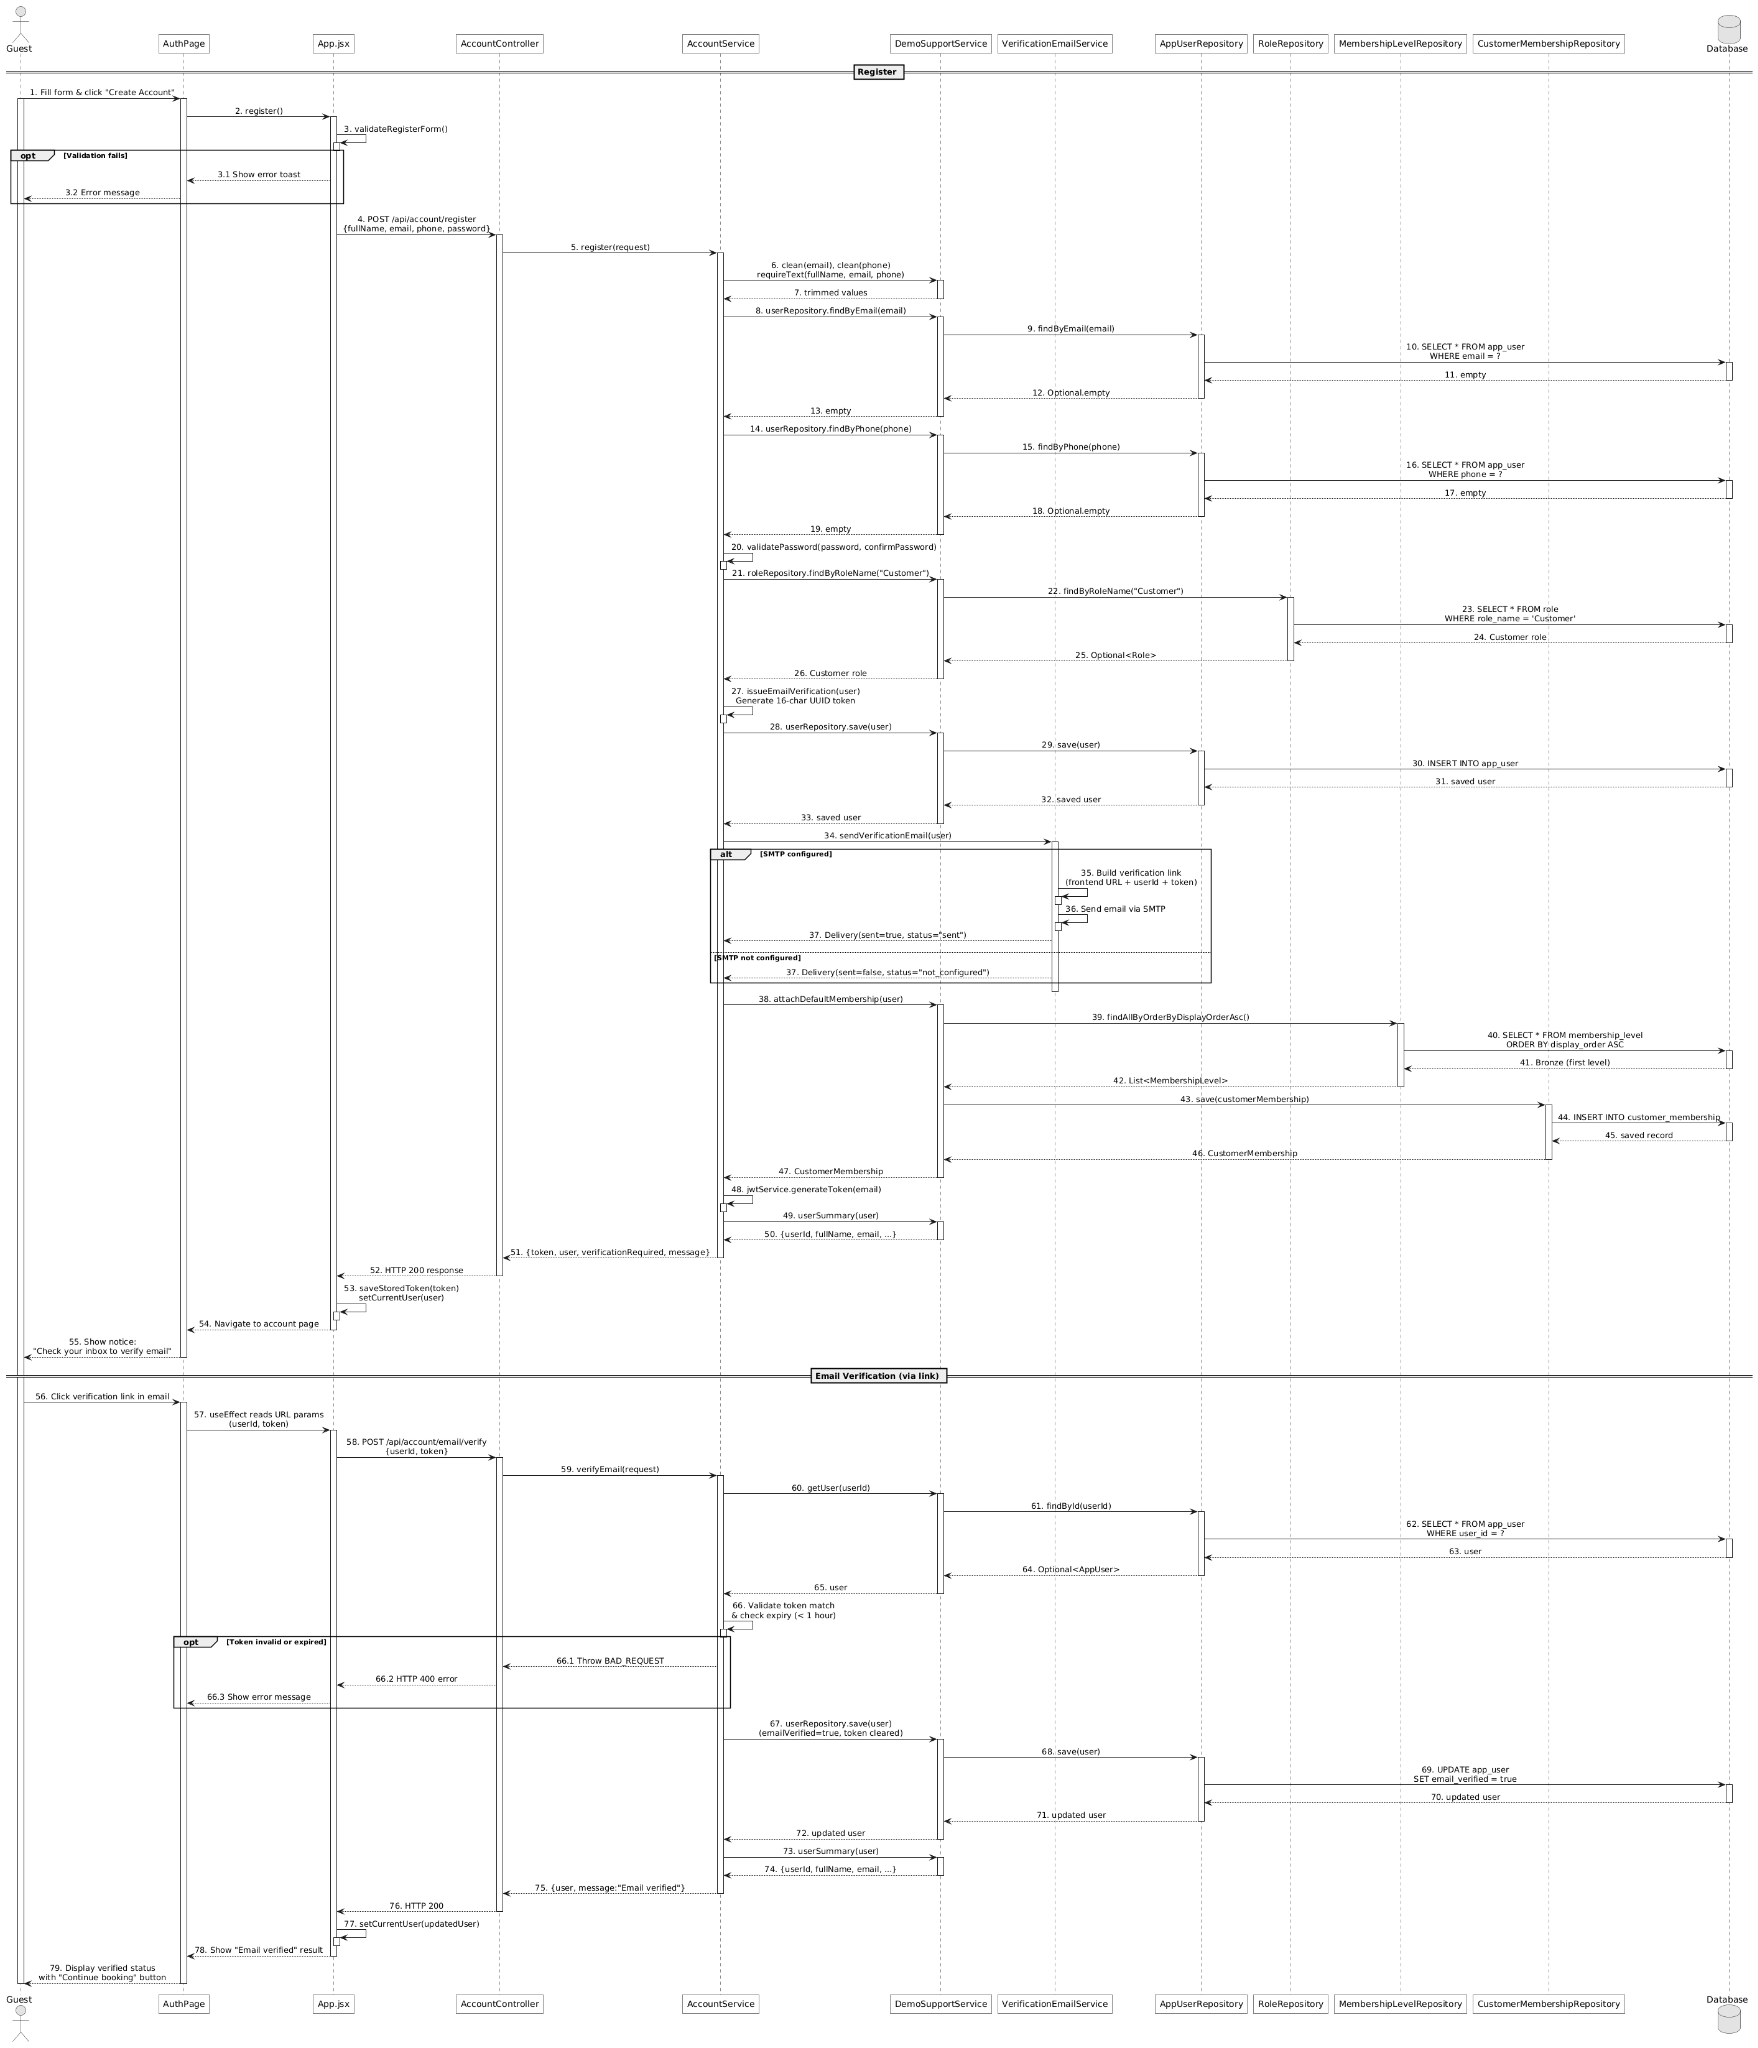 Guest
AuthPage
App.jsx
AccountController
AccountService
DemoSupportService
VerificationEmailService
AppUserRepository
RoleRepository
MembershipLevelRepository
CustomerMembershipRepository
Database
Register
1. Fill form & click "Create Account"
2. register()
3. validateRegisterForm()
opt [Validation fails]
3.1 Show error toast
3.2 Error message
4. POST /api/account/register
{fullName, email, phone, password}
5. register(request)
6. clean(email), clean(phone)
requireText(fullName, email, phone)
7. trimmed values
8. userRepository.findByEmail(email)
9. findByEmail(email)
10. SELECT * FROM app_user
WHERE email = ?
11. empty
12. Optional.empty
13. empty
14. userRepository.findByPhone(phone)
15. findByPhone(phone)
16. SELECT * FROM app_user
WHERE phone = ?
17. empty
18. Optional.empty
19. empty
20. validatePassword(password, confirmPassword)
21. roleRepository.findByRoleName("Customer")
22. findByRoleName("Customer")
23. SELECT * FROM role
WHERE role_name = 'Customer'
24. Customer role
25. Optional<Role>
26. Customer role
27. issueEmailVerification(user)
Generate 16-char UUID token
28. userRepository.save(user)
29. save(user)
30. INSERT INTO app_user
31. saved user
32. saved user
33. saved user
34. sendVerificationEmail(user)
alt [SMTP configured]
35. Build verification link
(frontend URL + userId + token)
36. Send email via SMTP
37. Delivery(sent=true, status="sent")
[SMTP not configured]
37. Delivery(sent=false, status="not_configured")
38. attachDefaultMembership(user)
39. findAllByOrderByDisplayOrderAsc()
40. SELECT * FROM membership_level
ORDER BY display_order ASC
41. Bronze (first level)
42. List<MembershipLevel>
43. save(customerMembership)
44. INSERT INTO customer_membership
45. saved record
46. CustomerMembership
47. CustomerMembership
48. jwtService.generateToken(email)
49. userSummary(user)
50. {userId, fullName, email, ...}
51. {token, user, verificationRequired, message}
52. HTTP 200 response
53. saveStoredToken(token)
setCurrentUser(user)
54. Navigate to account page
55. Show notice:
"Check your inbox to verify email"
Email Verification (via link)
56. Click verification link in email
57. useEffect reads URL params
(userId, token)
58. POST /api/account/email/verify
{userId, token}
59. verifyEmail(request)
60. getUser(userId)
61. findById(userId)
62. SELECT * FROM app_user
WHERE user_id = ?
63. user
64. Optional<AppUser>
65. user
66. Validate token match
& check expiry (< 1 hour)
opt [Token invalid or expired]
66.1 Throw BAD_REQUEST
66.2 HTTP 400 error
66.3 Show error message
67. userRepository.save(user)
(emailVerified=true, token cleared)
68. save(user)
69. UPDATE app_user
SET email_verified = true
70. updated user
71. updated user
72. updated user
73. userSummary(user)
74. {userId, fullName, email, ...}
75. {user, message:"Email verified"}
76. HTTP 200
77. setCurrentUser(updatedUser)
78. Show "Email verified" result
79. Display verified status
with "Continue booking" button
Guest
AuthPage
App.jsx
AccountController
AccountService
DemoSupportService
VerificationEmailService
AppUserRepository
RoleRepository
MembershipLevelRepository
CustomerMembershipRepository
Database